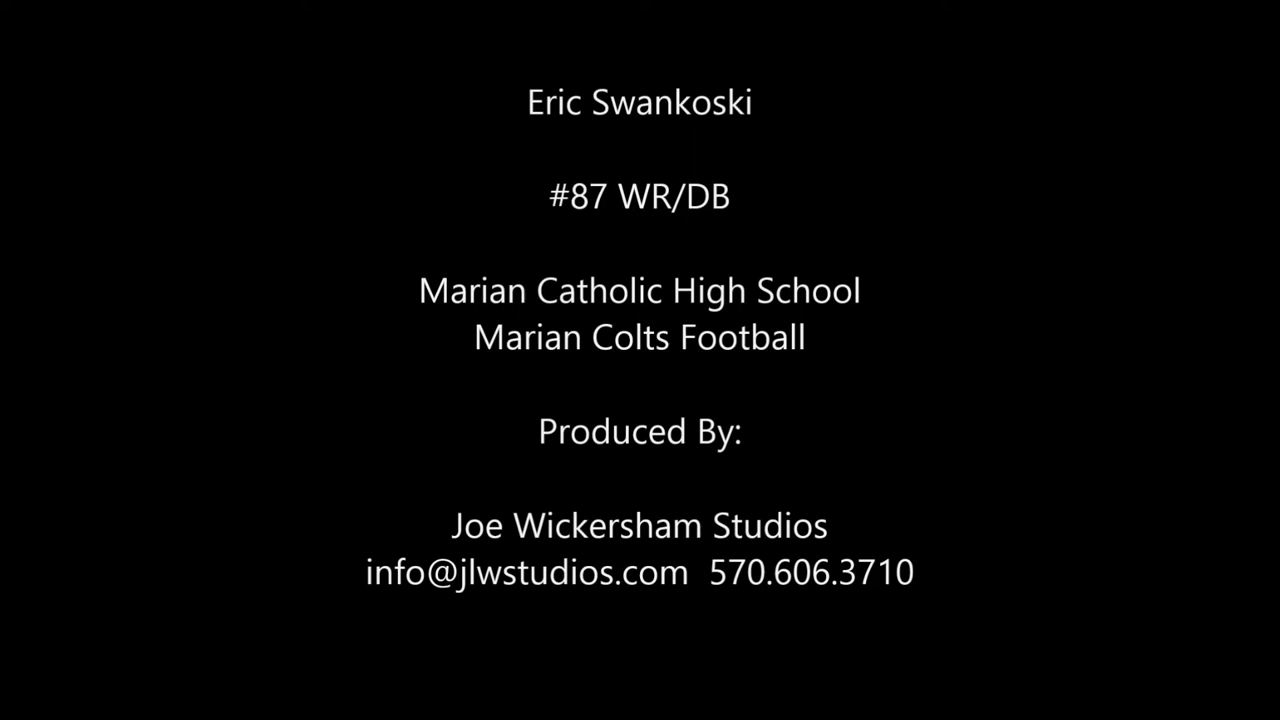 Eric Swankoski
#87 WR/DB
Marian Catholic High School
Marian Colts Football
Produced By:
Joe Wickersham Studios
info@jlwstudios.com 570.606.3710